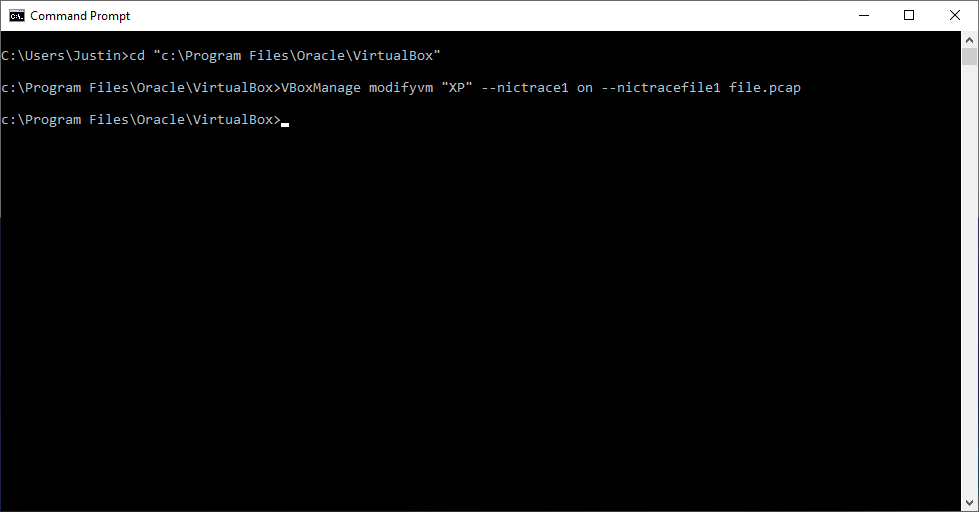 Command Prompt
C:\Users\Justin>cd "c:\Program Files\Oracle\VirtualBox"
c:\Program Files\Oracle\VirtualBox>VBoxManage modifyvm "XP" --nictrace1 on --nictracefile1 file.pcap
c:\Program Files\Oracle\VirtualBox>